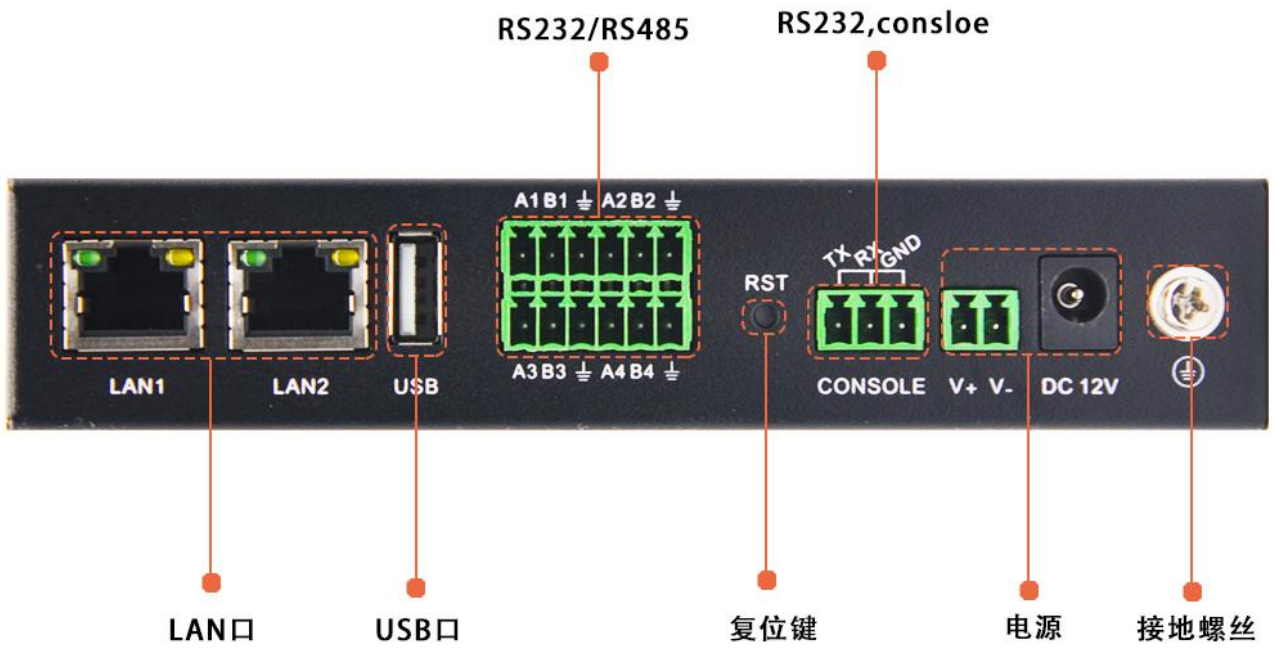 RS232/RS485
RS232,consloe
A1 B1 ⏚ A2 B2 ⏚
TX RX GND
RST
A3 B3 ⏚ A4 B4 ⏚
LAN1
LAN2
USB
CONSOLE
V+ V-
DC 12V
LAN口
USB口
复位键
电源
接地螺丝